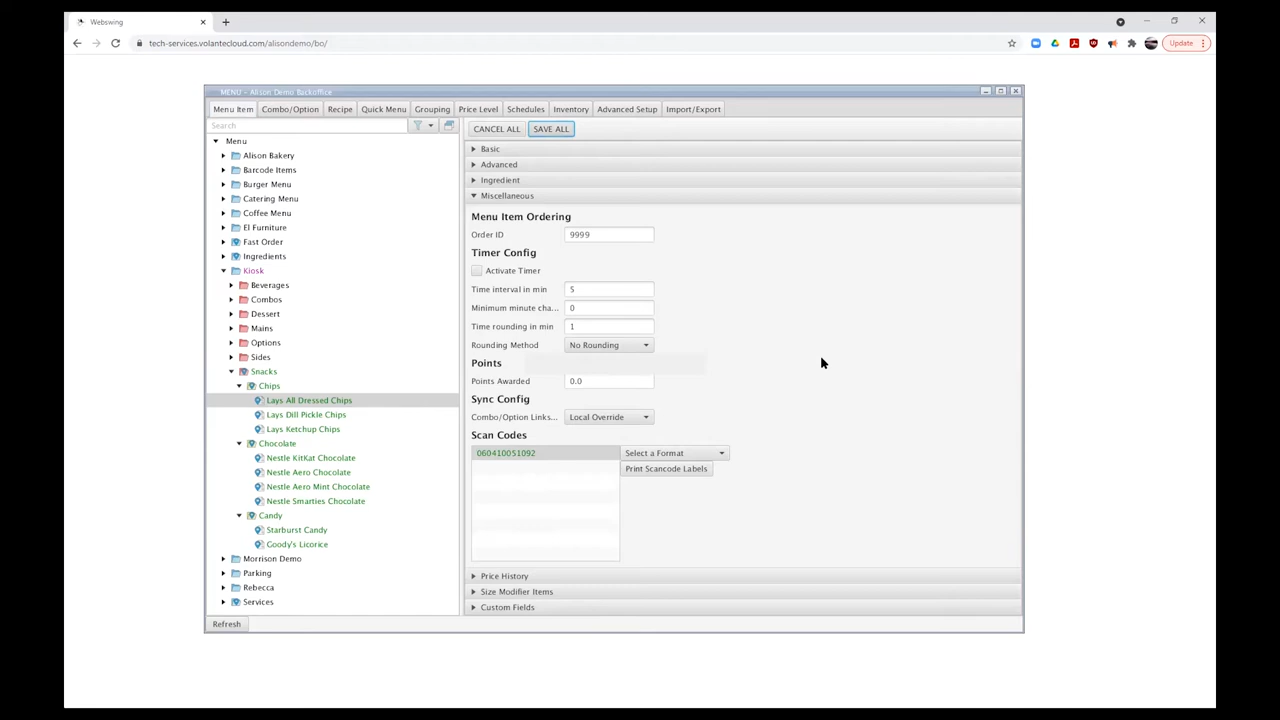 Webswing
tech-services.volantecloud.com/alisondemo/bo/
Update
MENU - Alison Demo Backoffice
Menu Item Combo/Option Recipe Quick Menu Grouping Price Level Schedules Inventory Advanced Setup Import/Export
Search
CANCEL ALL SAVE ALL
Menu
Alison Bakery
Barcode Items
Burger Menu
Catering Menu
Coffee Menu
EI Furniture
Fast Order
Ingredients
Kiosk
Beverages
Combos
Dessert
Mains
Options
Sides
Snacks
Chips
Lays All Dressed Chips
Lays Dill Pickle Chips
Lays Ketchup Chips
Chocolate
Nestle KitKat Chocolate
Nestle Aero Chocolate
Nestle Aero Mint Chocolate
Nestle Smarties Chocolate
Candy
Starburst Candy
Goody's Licorice
Morrison Demo
Parking
Rebecca
Services
Refresh
Basic
Advanced
Ingredient
Miscellaneous
Menu Item Ordering
Order ID 9999
Timer Config
Activate Timer
Time interval in min 5
Minimum minute cha... 0
Time rounding in min 1
Rounding Method No Rounding
Points
Points Awarded 0.0
Sync Config
Combo/Option Links... Local Override
Scan Codes
060410051092 Select a Format
Print Scancode Labels
Price History
Size Modifier Items
Custom Fields